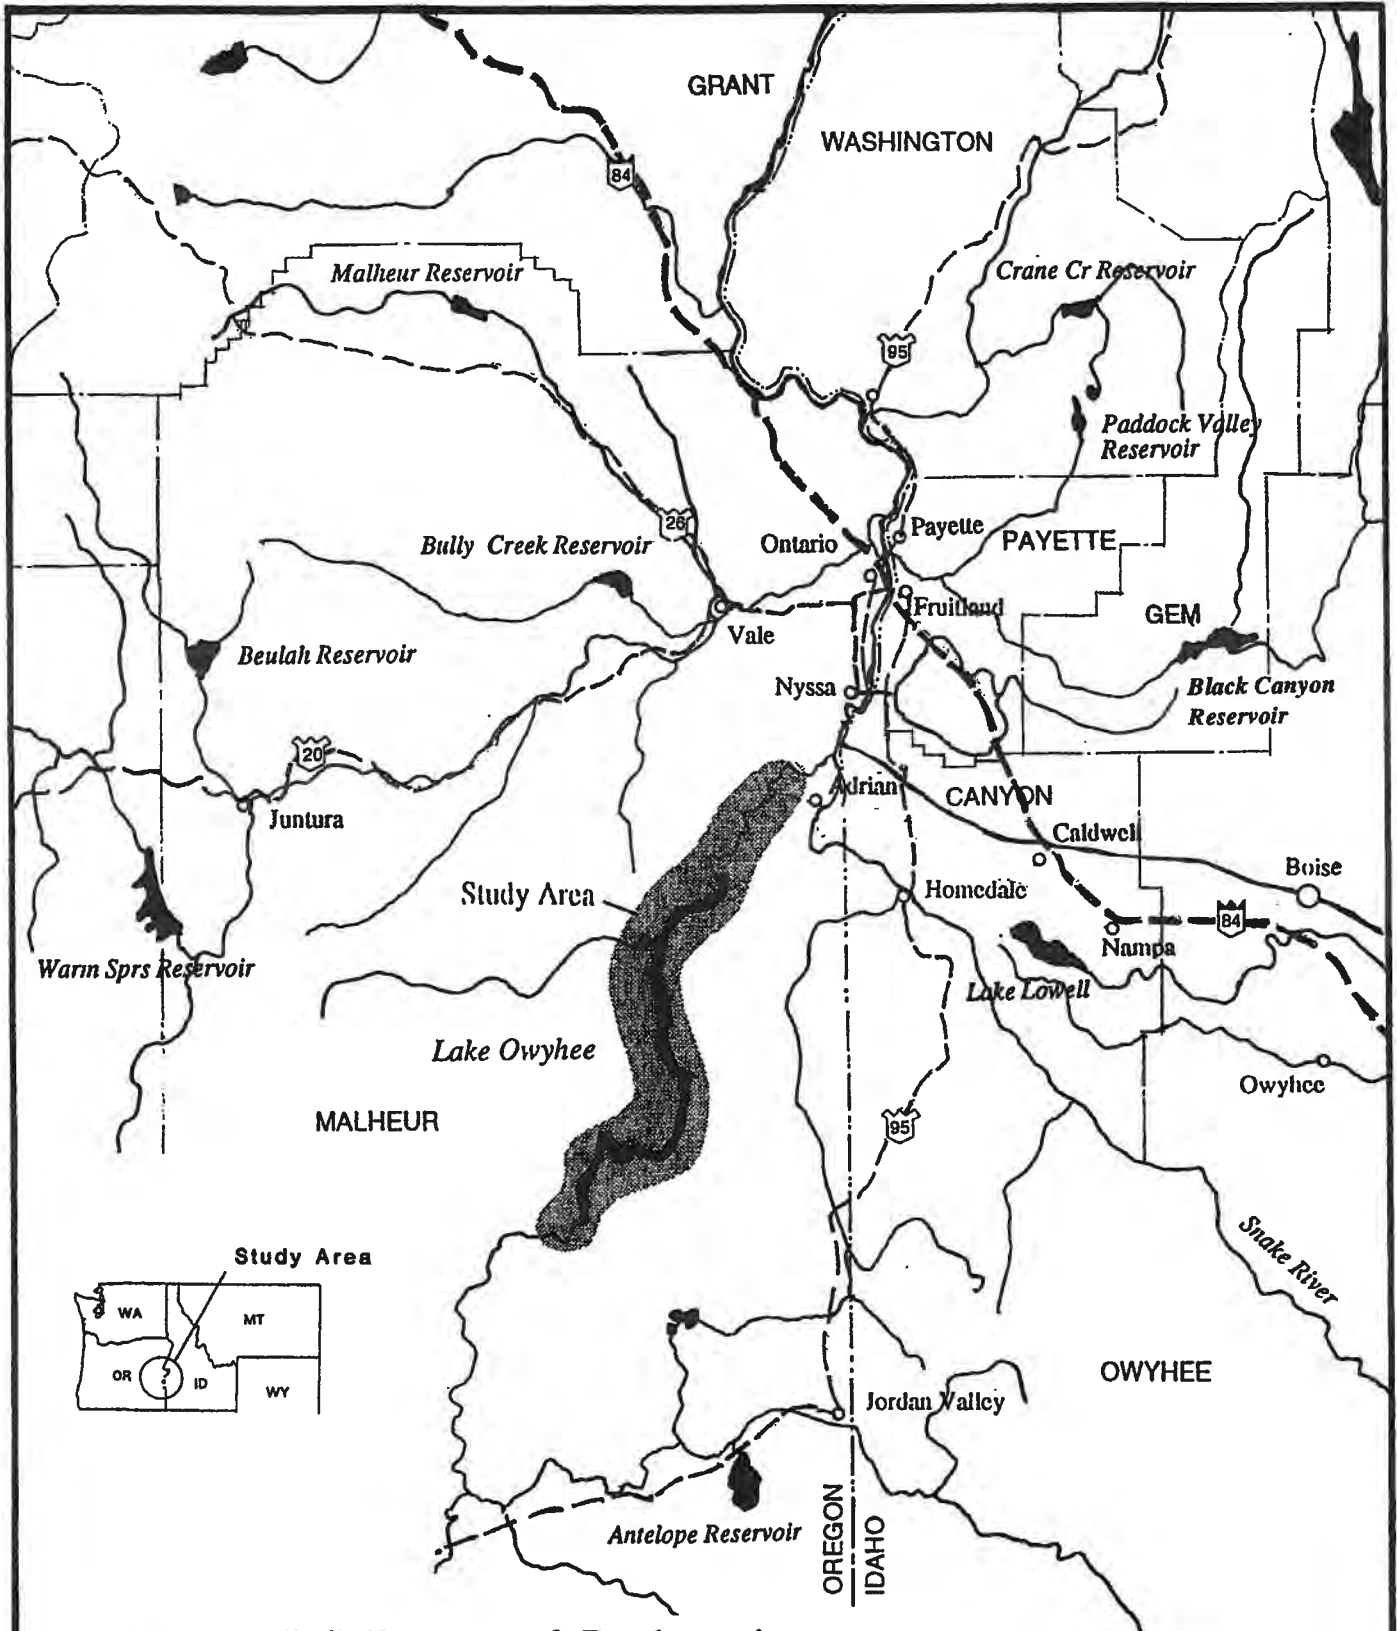 GRANT
WASHINGTON
84
Malheur Reservoir
Crane Cr Reservoir
95
Paddock Valley
Reservoir
26
Bully Creek Reservoir
Ontario
Payette
PAYETTE
Fruitland
GEM
Vale
Beulah Reservoir
Nyssa
Black Canyon
Reservoir
20
Adrian
CANYON
Juntura
Caldwell
Boise
Study Area
Homedale
84
Nampa
Warm Sprs Reservoir
Lake Lowell
Lake Owyhee
Owyhee
MALHEUR
95
Snake River
Study Area
WA
MT
OR
ID
WY
OWYHEE
Jordan Valley
Antelope Reservoir
OREGON
IDAHO